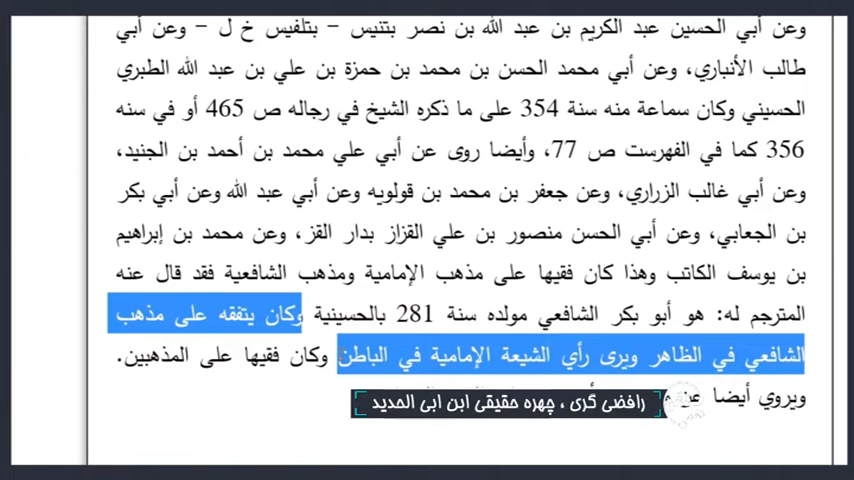 وعن أبي الحسين عبد الكريم بن عبد الله بن نصر بتنيس - بتلفيس خ ل - وعن أبي
طالب الأنباري، وعن أبي محمد الحسن بن محمد بن حمزة بن علي بن عبد الله الطبري
الحسيني وكان سماعة منه سنة 354 على ما ذكره الشيخ في رجاله ص 465 أو في سنه
356 كما في الفهرست ص 77، وأيضا روى عن أبي علي محمد بن أحمد بن الجنيد،
وعن أبي غالب الزراري، وعن جعفر بن محمد بن قولويه وعن أبي عبد الله وعن أبي بكر
بن الجعابي، وعن أبي الحسن منصور بن علي القزاز بدار القز، وعن محمد بن إبراهيم
بن يوسف الكاتب وهذا كان فقيها على مذهب الإمامية ومذهب الشافعية فقد قال عنه
المترجم له: هو أبو بكر الشافعي مولده سنة 281 بالحسينية وكان يتفقه على مذهب
الشافعي في الظاهر ويرى رأي الشيعة الإمامية في الباطن وكان فقيها على المذهبين.
ويروي أيضا عن
رافضی گری ، چهره حقیقی ابن ابی الحدید